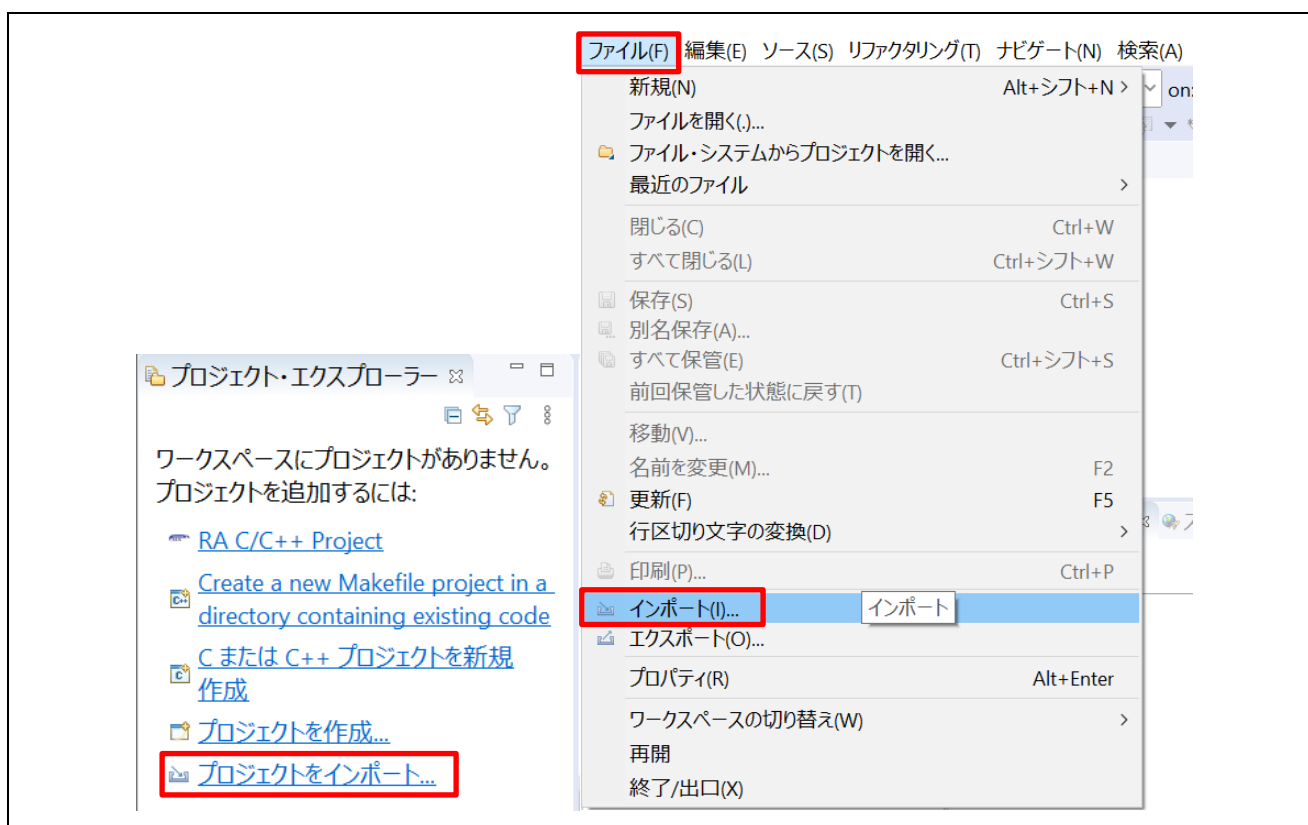 ファイル(F) 編集(E) ソース(S) リファクタリング(T) ナビゲート(N) 検索(A)
新規(N) Alt+シフト+N >
on:
ファイルを開く(.)...
ファイル・システムからプロジェクトを開く...
最近のファイル >
閉じる(C) Ctrl+W
すべて閉じる(L) Ctrl+シフト+W
保存(S) Ctrl+S
別名保存(A)...
すべて保管(E) Ctrl+シフト+S
前回保管した状態に戻す(T)
移動(V)...
名前を変更(M)... F2
更新(F) F5
行区切り文字の変換(D) >
印刷(P)... Ctrl+P
インポート(I)... インポート
エクスポート(O)...
プロパティ(R) Alt+Enter
ワークスペースの切り替え(W) >
再開
終了/出口(X)
プロジェクト・エクスプローラー
ワークスペースにプロジェクトがありません。
プロジェクトを追加するには:
RA C/C++ Project
Create a new Makefile project in a
directory containing existing code
C または C++ プロジェクトを新規
作成
プロジェクトを作成...
プロジェクトをインポート...